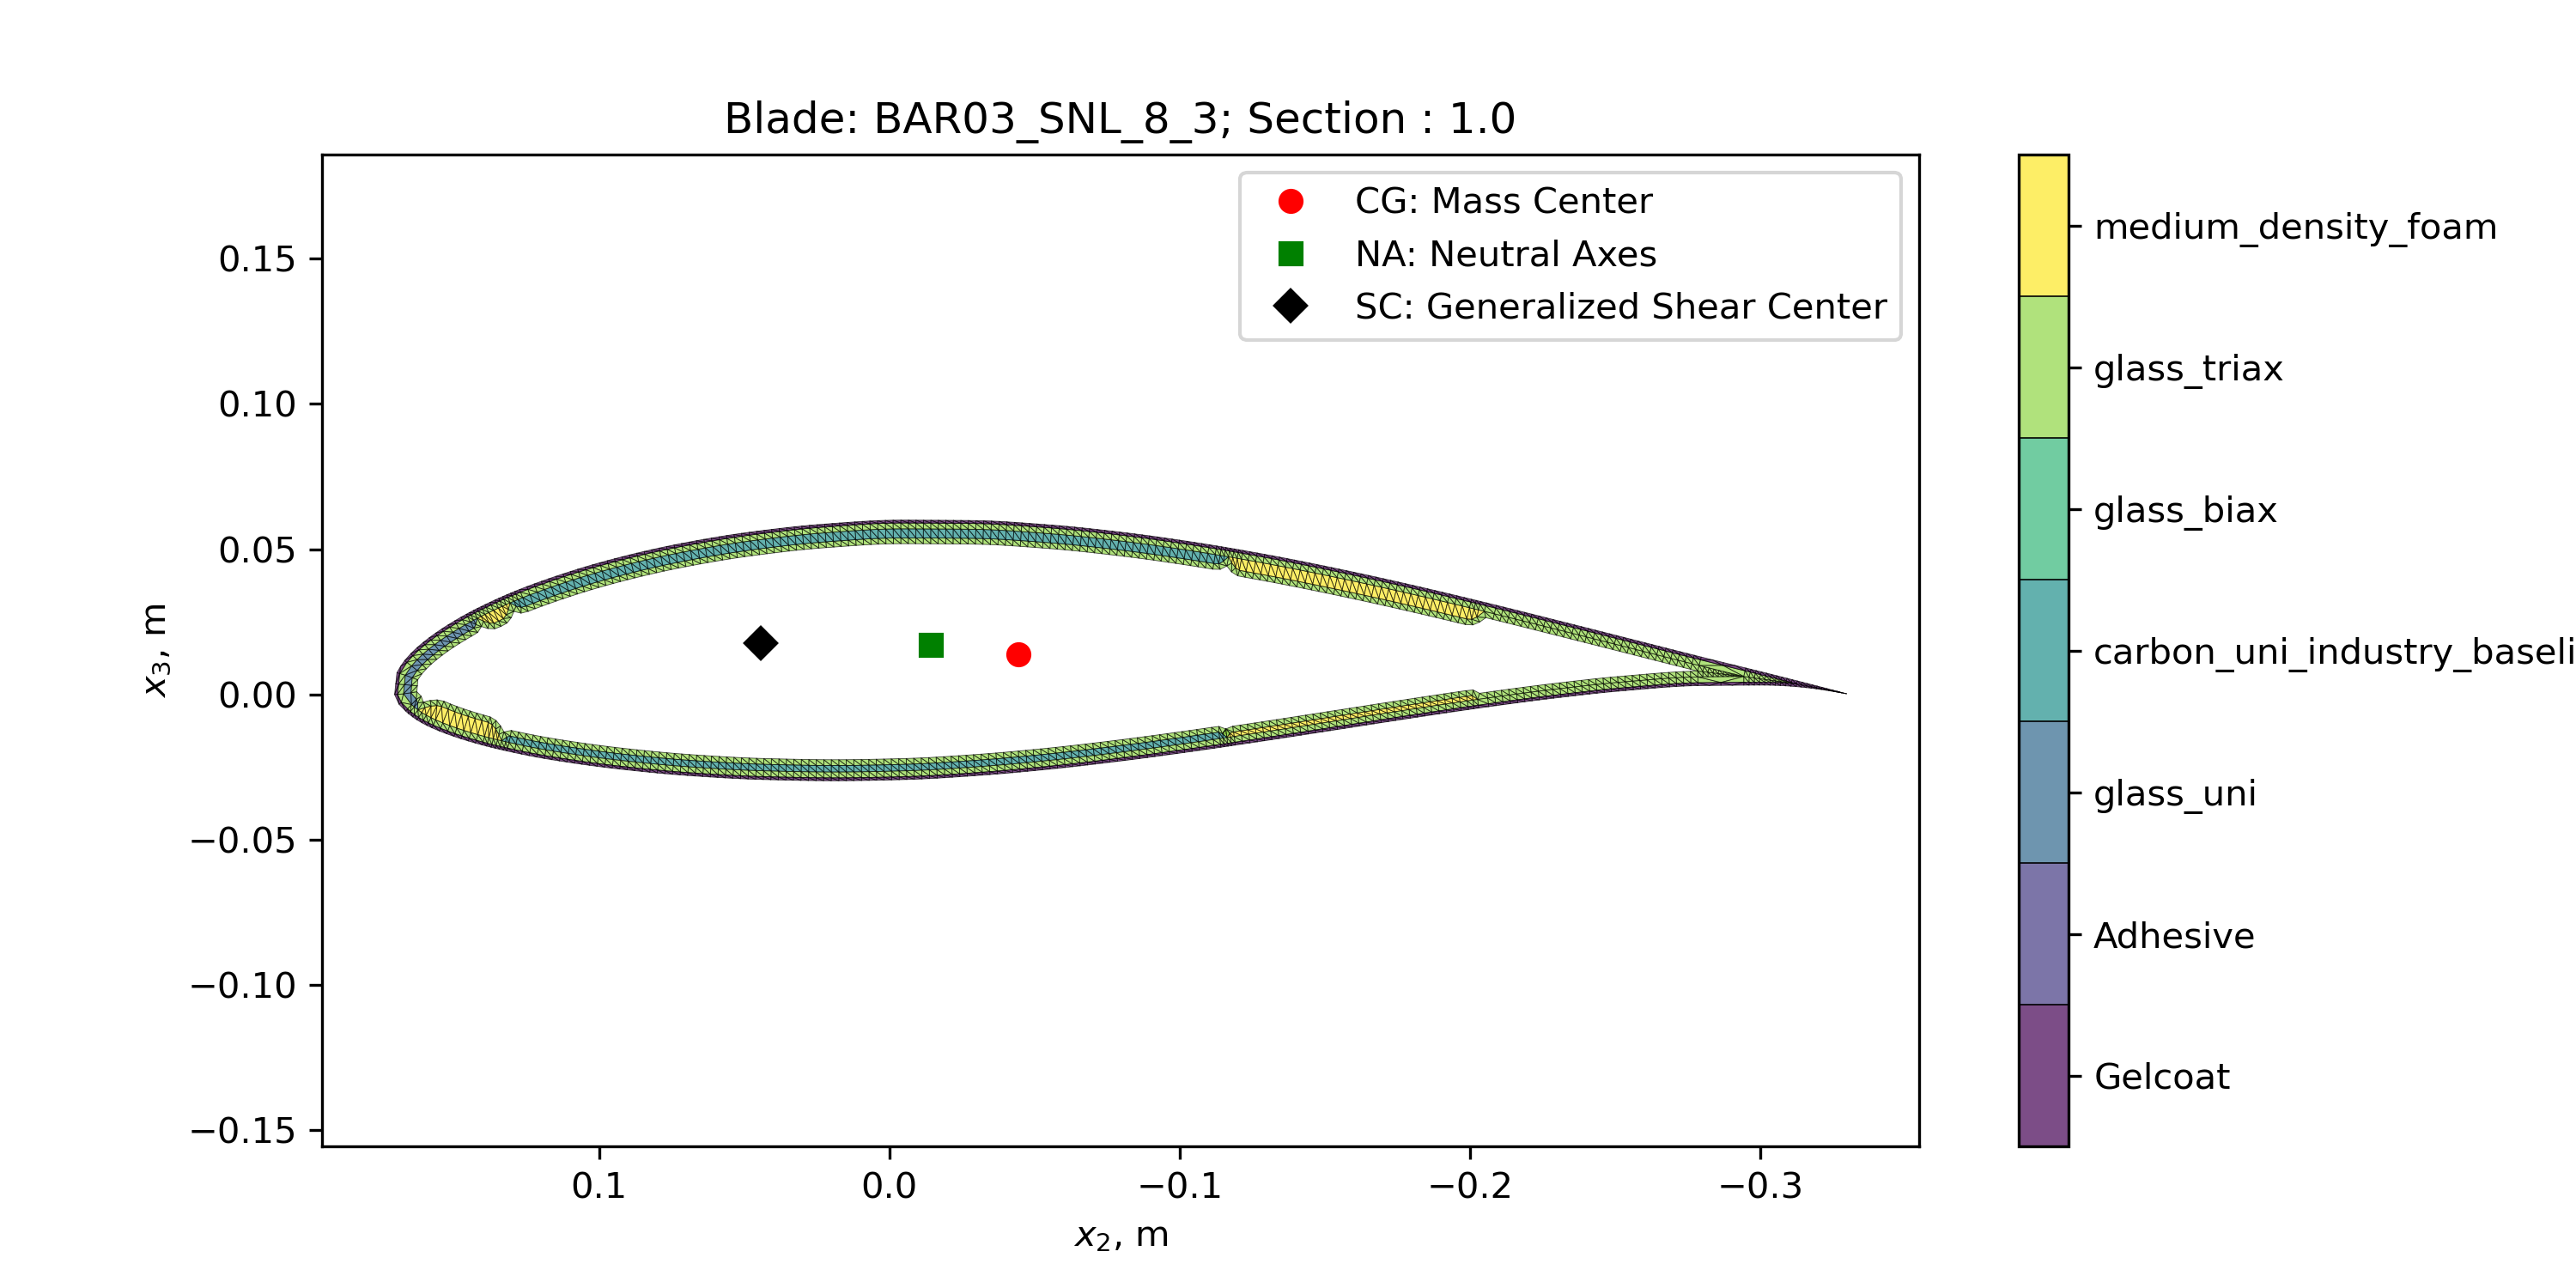 Blade: BAR03_SNL_8_3; Section : 1.0
CG: Mass Center
NA: Neutral Axes
SC: Generalized Shear Center
x3, m
0.15
0.10
0.05
0.00
−0.05
−0.10
−0.15
0.1 0.0 −0.1 −0.2 −0.3
x2, m
medium_density_foam
glass_triax
glass_biax
carbon_uni_industry_baseli
glass_uni
Adhesive
Gelcoat